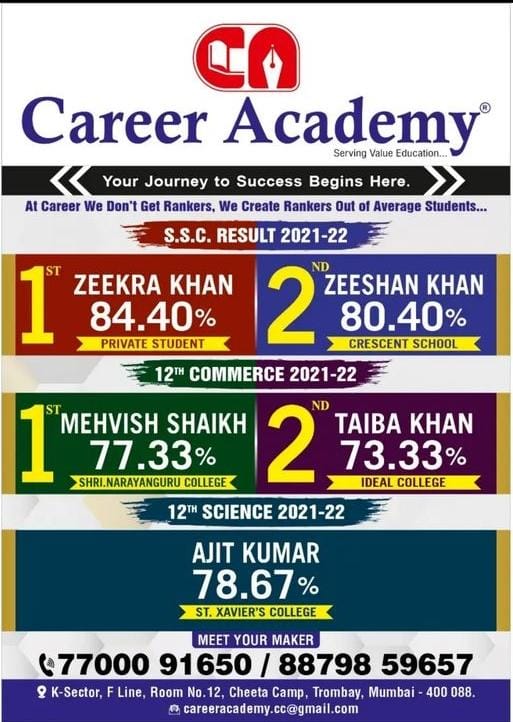 CA
Career Academy®
Serving Value Education...
Your Journey to Success Begins Here.
At Career We Don't Get Rankers, We Create Rankers Out of Average Students...
S.S.C. RESULT 2021-22
1ST ZEEKRA KHAN
84.40%
PRIVATE STUDENT
2ND ZEESHAN KHAN
80.40%
CRESCENT SCHOOL
12TH COMMERCE 2021-22
1ST MEHVISH SHAIKH
77.33%
SHRI.NARAYANGURU COLLEGE
2ND TAIBA KHAN
73.33%
IDEAL COLLEGE
12TH SCIENCE 2021-22
AJIT KUMAR
78.67%
ST. XAVIER'S COLLEGE
MEET YOUR MAKER
77000 91650 / 88798 59657
K-Sector, F Line, Room No.12, Cheeta Camp, Trombay, Mumbai - 400 088.
careeracademy.cc@gmail.com